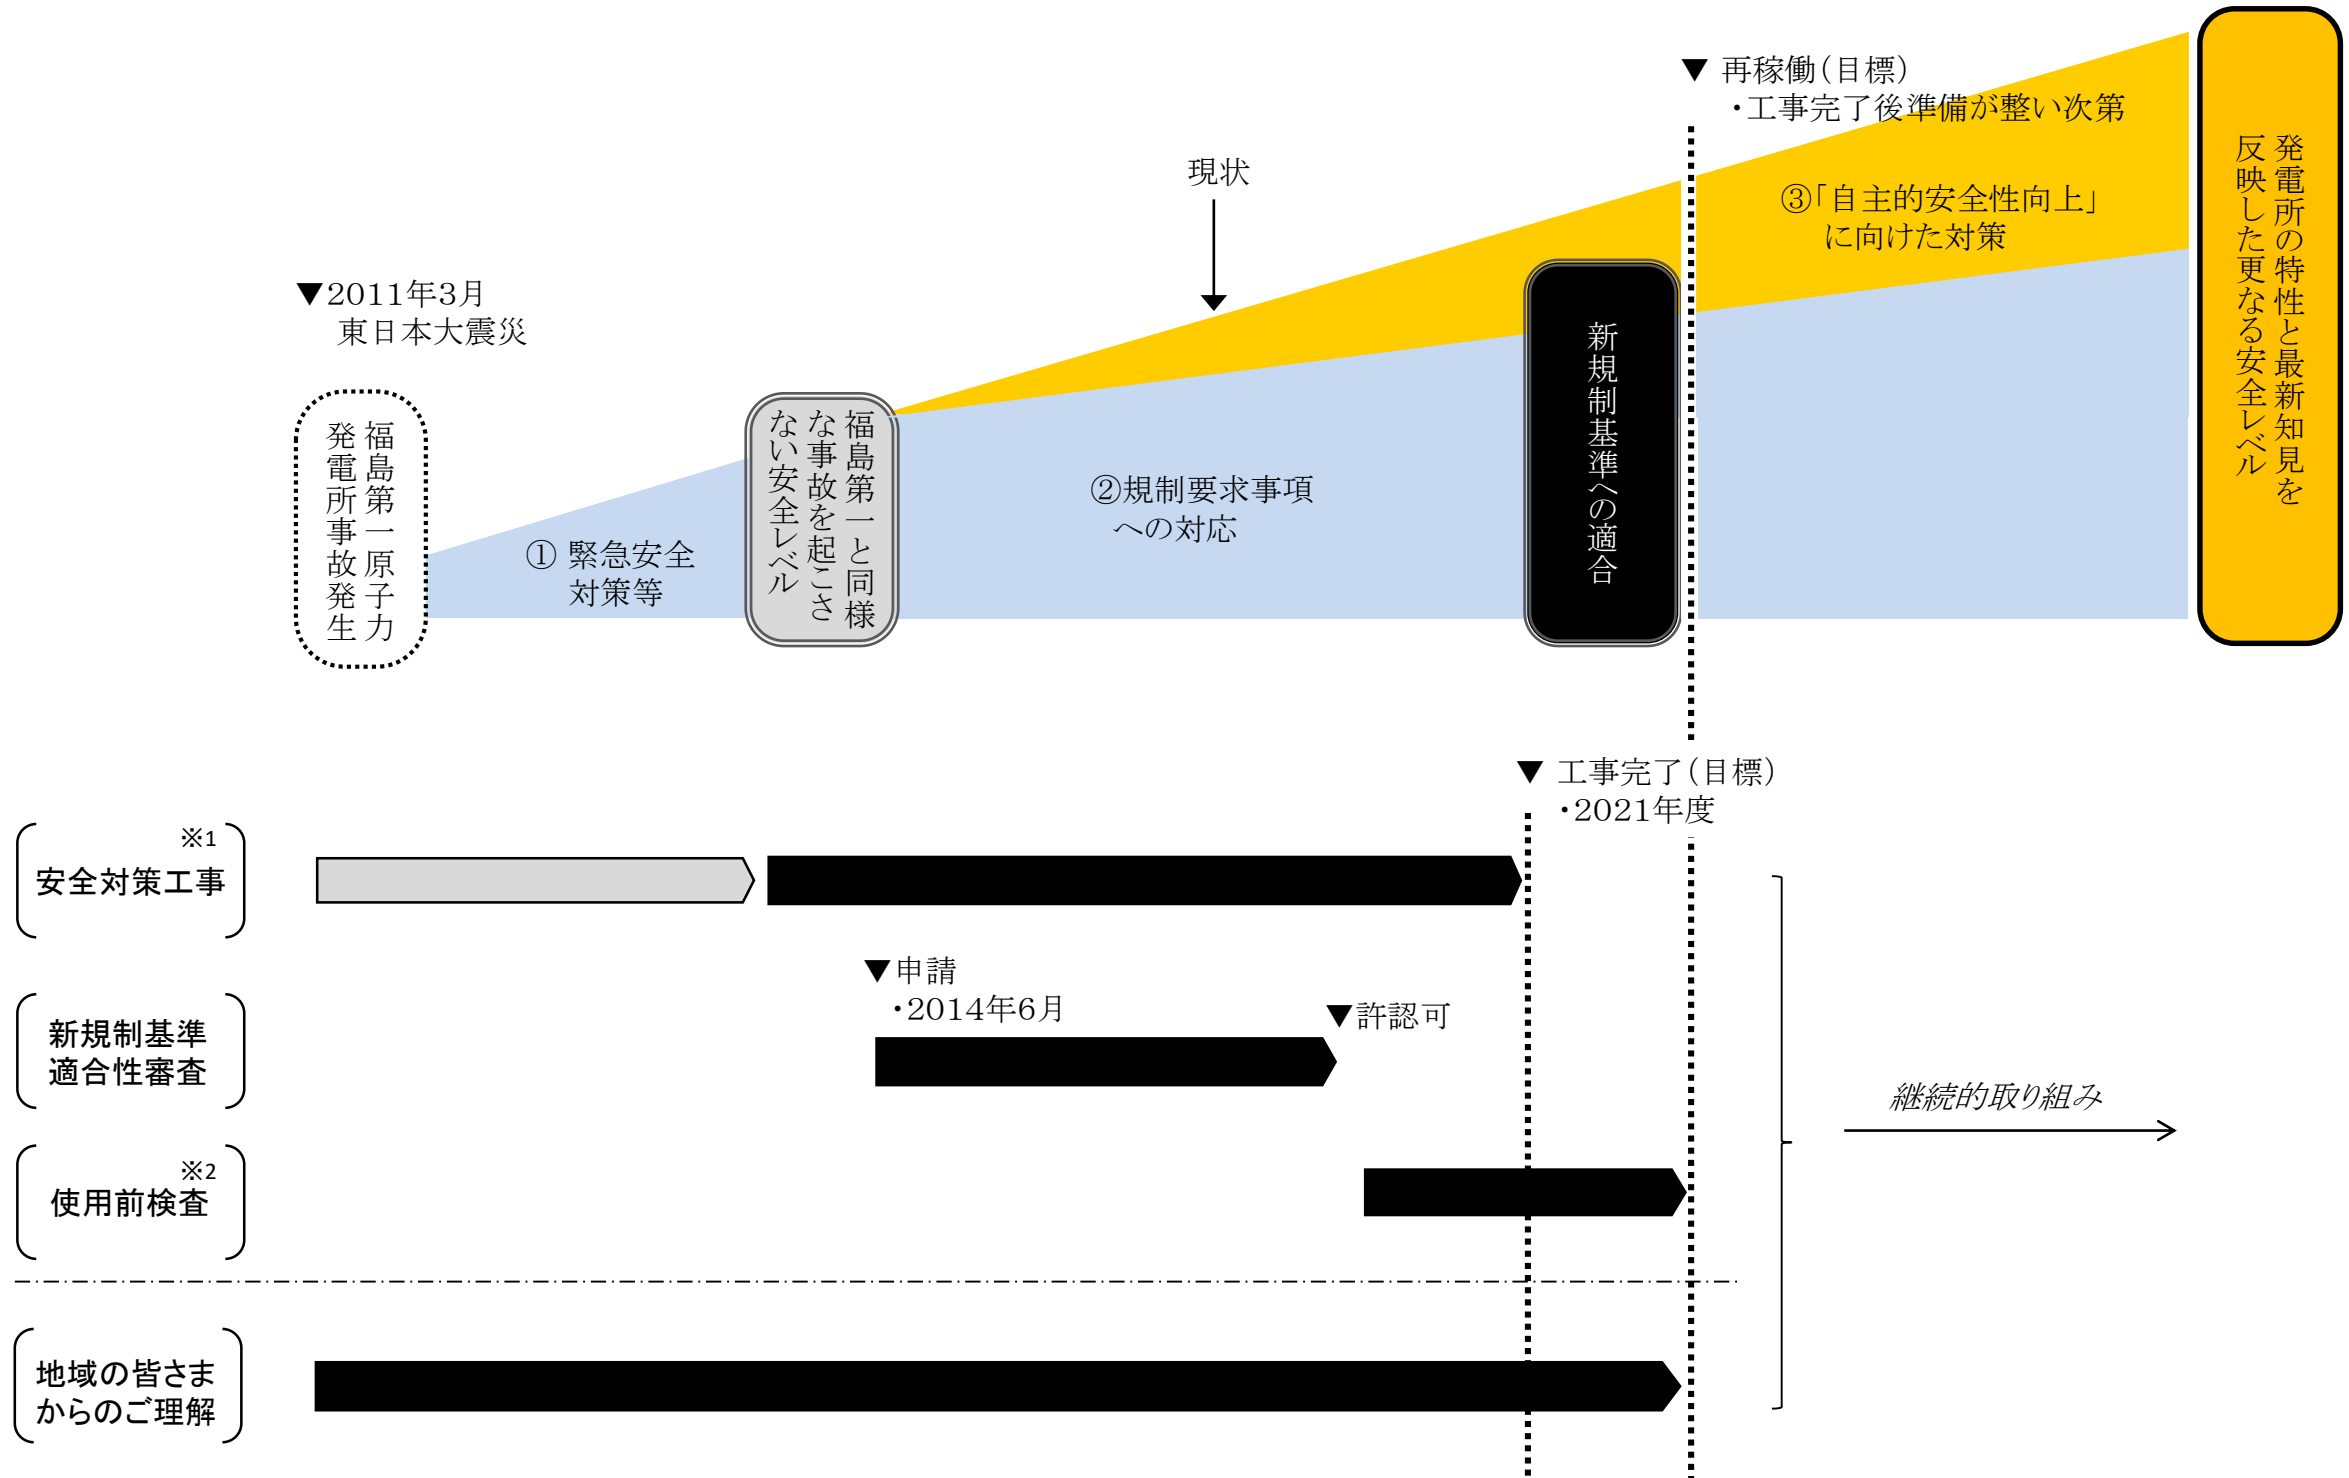 ▼ 再稼働（目標）
・工事完了後準備が整い次第
現状
③「自主的安全性向上」
に向けた対策
▼2011年3月
東日本大震災
福島第一原子力
発電所事故発生
① 緊急安全
対策等
福島第一と同様
な事故を起こさ
ない安全レベル
②規制要求事項
への対応
新規制基準への適合
発電所の特性と最新知見を
反映した更なる安全レベル
▼ 工事完了（目標）
・2021年度
※1
安全対策工事
▼申請
・2014年6月
▼許認可
新規制基準
適合性審査
継続的取り組み
※2
使用前検査
地域の皆さま
からのご理解